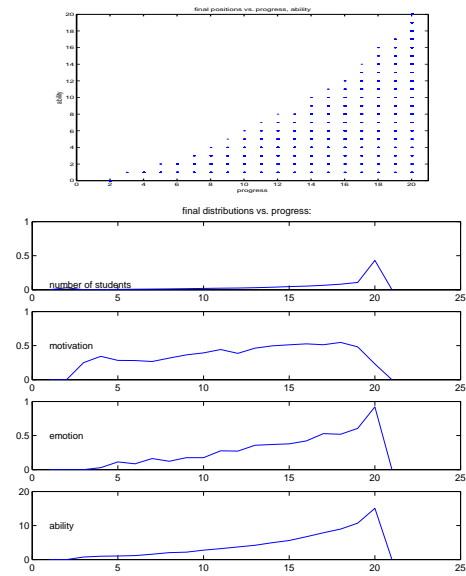 final positions vs. progress, ability
20
18
16
14
12
10
8
6
4
2
0
ability
0 2 4 6 8 10 12 14 16 18 20
progress
final distributions vs. progress:
1
0.5
0
number of students
0 5 10 15 20 25
1
0.5
0
motivation
0 5 10 15 20 25
1
0.5
0
emotion
0 5 10 15 20 25
20
10
0
ability
0 5 10 15 20 25